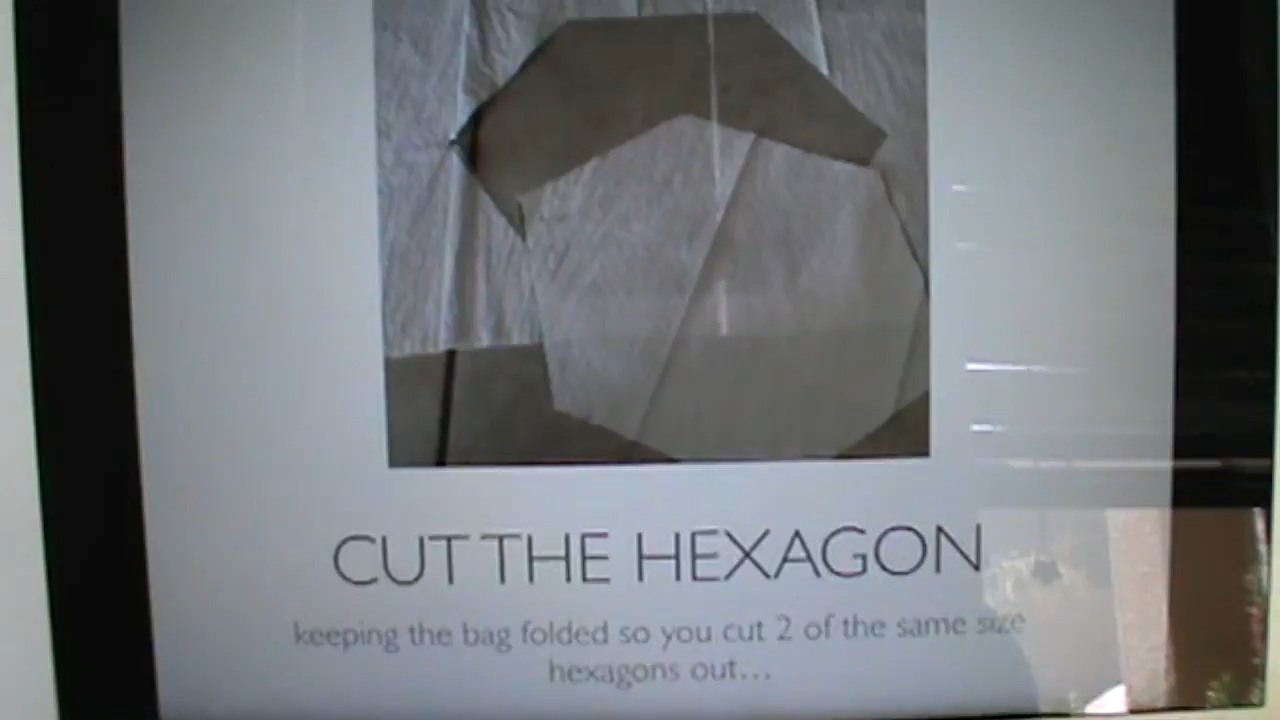 CUT THE HEXAGON
keeping the bag folded so you cut 2 of the same size
hexagons out...